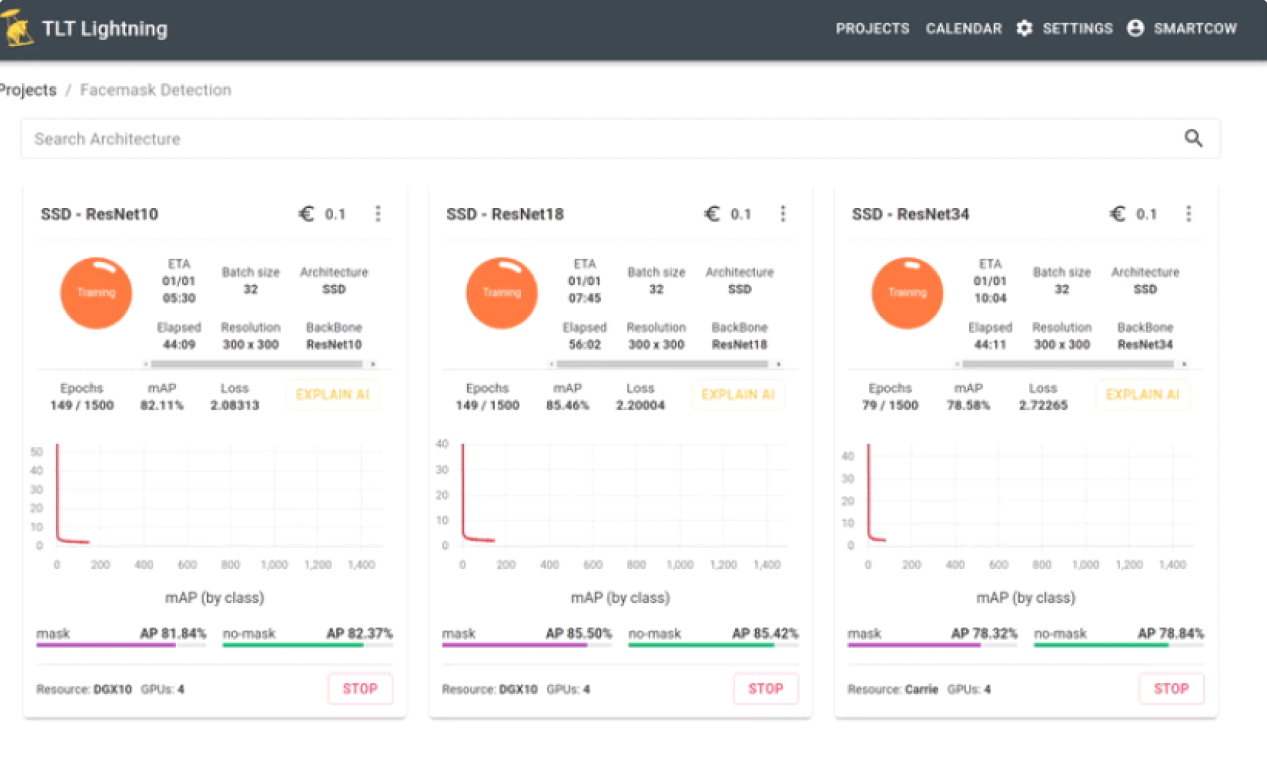 TLT Lightning
PROJECTS CALENDAR SETTINGS SMARTCOW
Projects / Facemask Detection
Search Architecture
SSD - ResNet10
€ 0.1
Training
ETA
01/01
05:30
Batch size
32
Architecture
SSD
Elapsed
44:09
Resolution
300 x 300
BackBone
ResNet10
Epochs
149 / 1500
mAP
82.11%
Loss
2.08313
EXPLAIN AI
50
40
30
20
10
0
0 200 400 600 800 1,000 1,200 1,400
mAP (by class)
mask AP 81.84% no-mask AP 82.37%
Resource: DGX10 GPUs: 4
STOP
SSD - ResNet18
€ 0.1
Training
ETA
01/01
07:45
Batch size
32
Architecture
SSD
Elapsed
56:02
Resolution
300 x 300
BackBone
ResNet18
Epochs
149 / 1500
mAP
85.46%
Loss
2.20004
EXPLAIN AI
40
30
20
10
0
0 200 400 600 800 1,000 1,200 1,400
mAP (by class)
mask AP 85.50% no-mask AP 85.42%
Resource: DGX10 GPUs: 4
STOP
SSD - ResNet34
€ 0.1
Training
ETA
01/01
10:04
Batch size
32
Architecture
SSD
Elapsed
44:11
Resolution
300 x 300
BackBone
ResNet34
Epochs
79 / 1500
mAP
78.58%
Loss
2.72265
EXPLAIN AI
40
30
20
10
0
0 200 400 600 800 1,000 1,200 1,400
mAP (by class)
mask AP 78.32% no-mask AP 78.84%
Resource: Carrie GPUs: 4
STOP